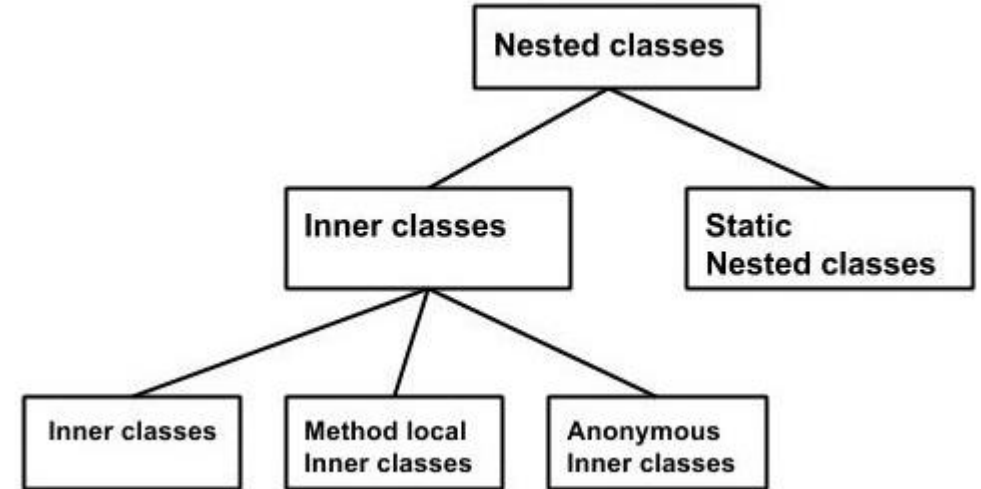 Nested classes
Inner classes
Static
Nested classes
Inner classes
Method local
Inner classes
Anonymous
Inner classes